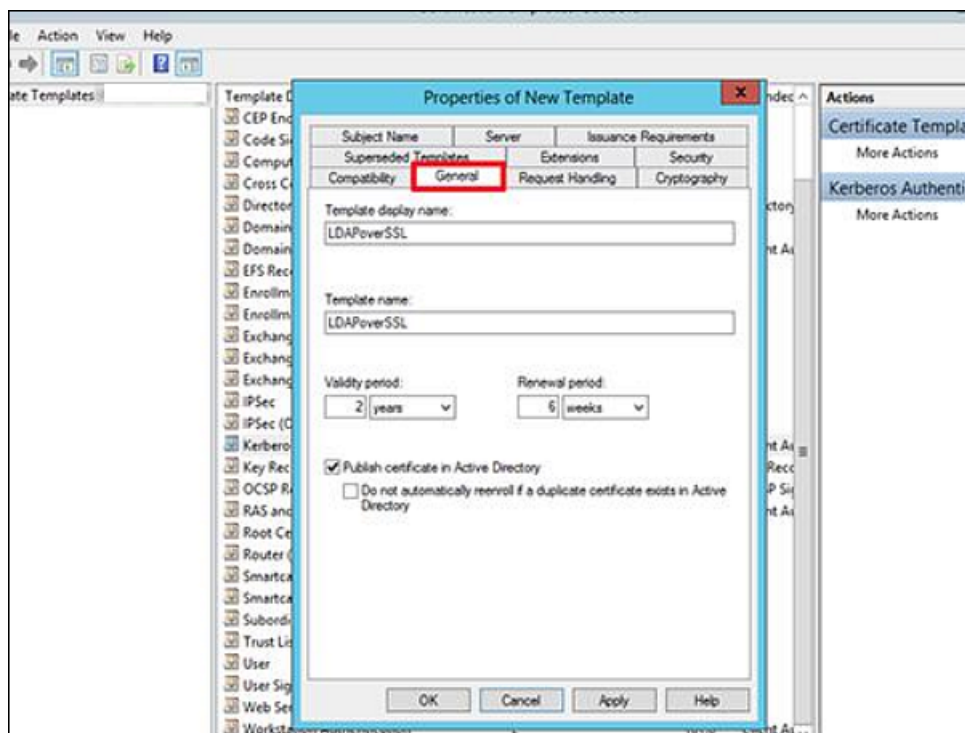 Action View Help
ate Templates
Template D
CEP Enc
Code Si
Comput
Cross C
Director
Domain
Domain
EFS Rec
Enrollm
Enrollm
Exchang
Exchang
Exchang
IPSec
IPSec (O
Kerbero
Key Rec
OCSP R
RAS and
Root Ce
Router (
Smartca
Smartca
Subordi
Trust Lis
User
User Sig
Web Ser
Properties of New Template
x
Subject Name Server Issuance Requirements
Superseded Templates Extensions Security
Compatibility General Request Handling Cryptography
Template display name:
LDAPoverSSL
Template name:
LDAPoverSSL
Validity period: Renewal period:
2 years 6 weeks
Publish certificate in Active Directory
Do not automatically reenroll if a duplicate certificate exists in Active
Directory
OK Cancel Apply Help
Actions
Certificate Templa
More Actions
Kerberos Authenti
More Actions